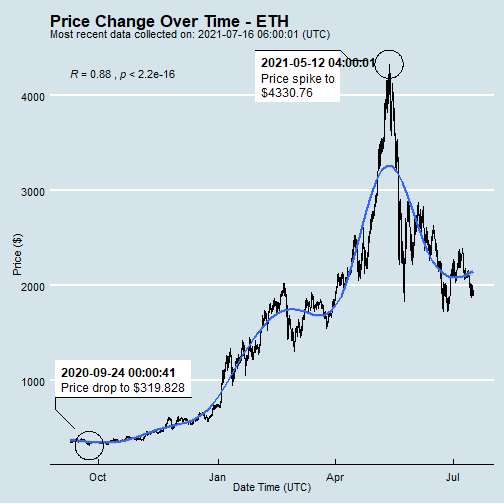 Price Change Over Time - ETH
Most recent data collected on: 2021-07-16 06:00:01 (UTC)
R = 0.88 , p < 2.2e-16
2021-05-12 04:00:01
Price spike to
$4330.76
4000
3000
2000
1000
Price ($)
2020-09-24 00:00:41
Price drop to $319.828
Oct
Jan
Apr
Jul
Date Time (UTC)